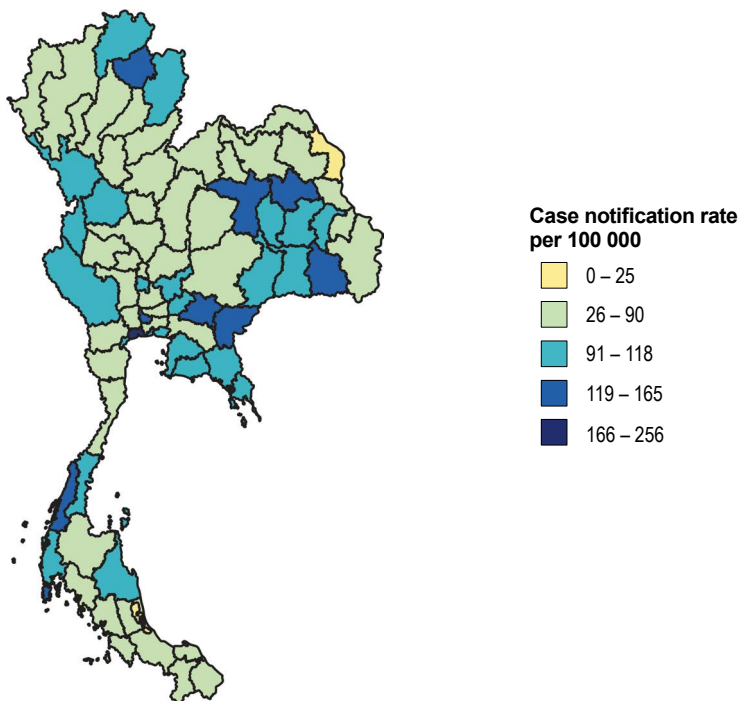 Case notification rate
per 100 000
0 – 25
26 – 90
91 – 118
119 – 165
166 – 256